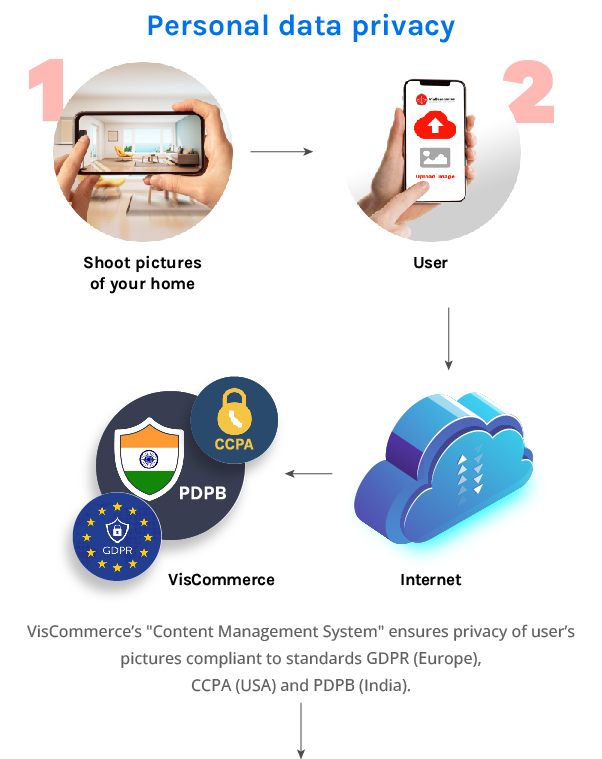 Personal data privacy
1
2
VisCommerce
Upload Image
Shoot pictures
of your home
User
CCPA
PDPB
GDPR
VisCommerce
Internet
VisCommerce’s "Content Management System" ensures privacy of user’s
pictures compliant to standards GDPR (Europe),
CCPA (USA) and PDPB (India).